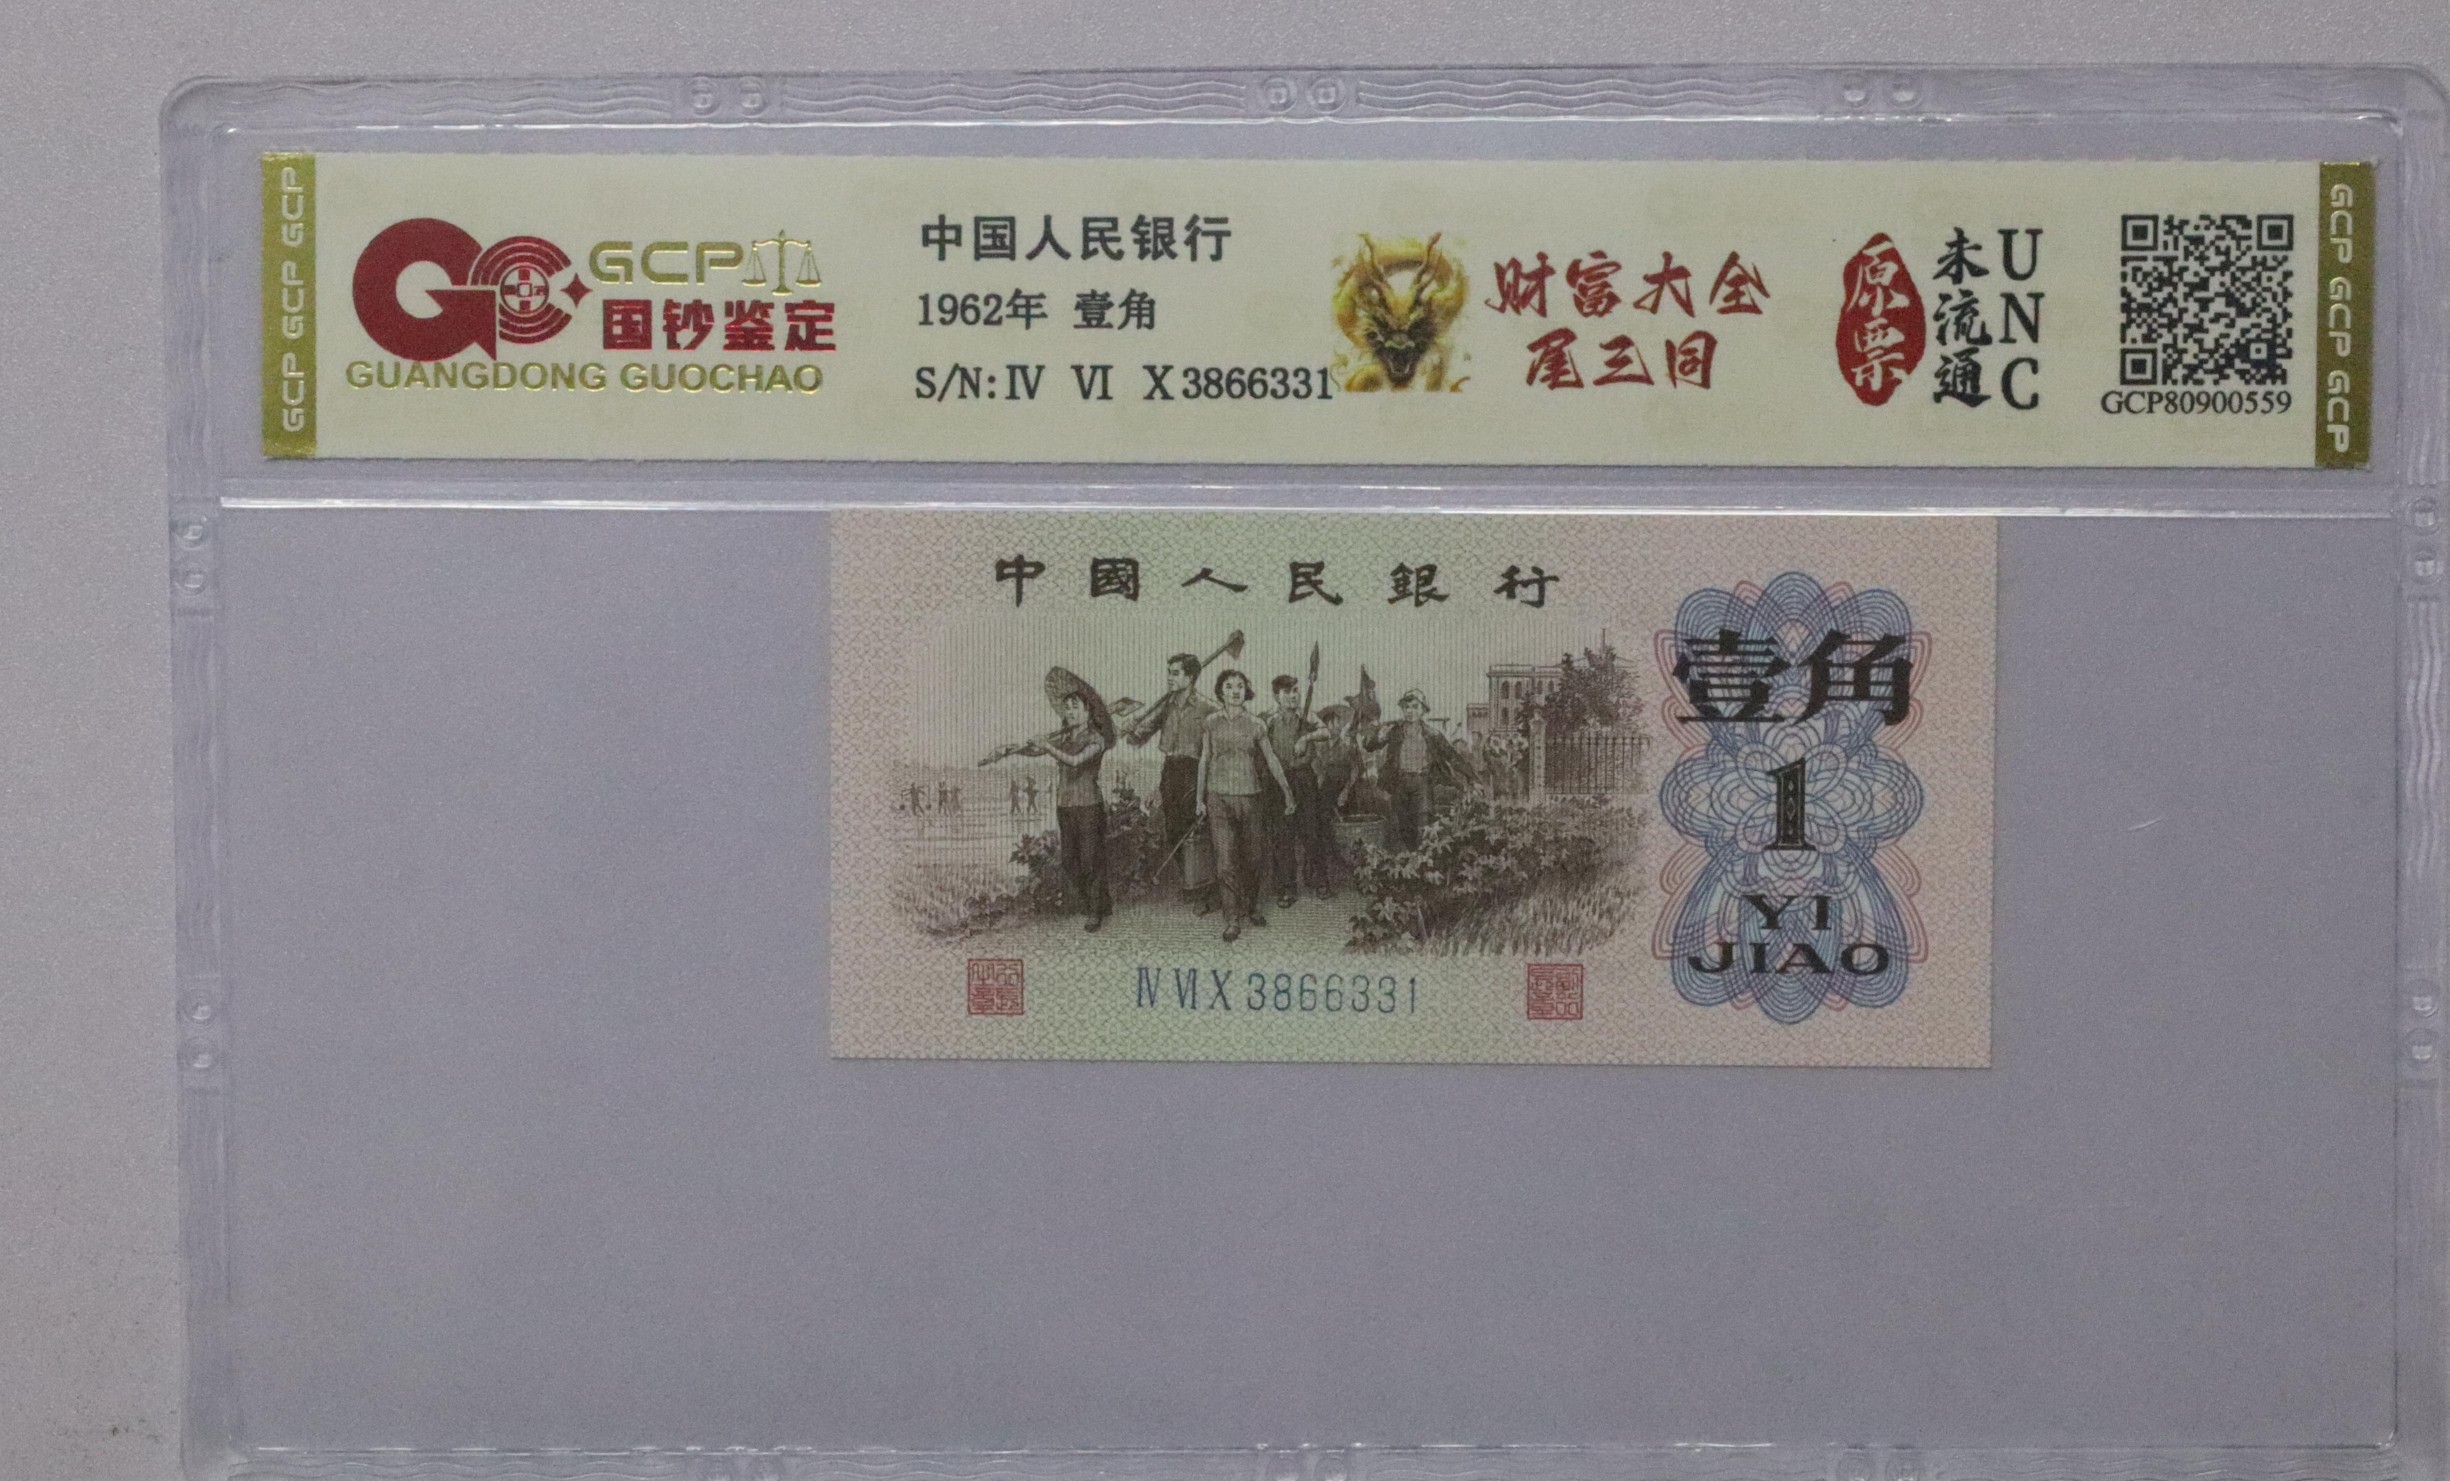 GCP GCP GCP
GCP
国钞鉴定
GUANGDONG GUOCHAO
中国人民银行
1962年 壹角
S/N: Ⅳ Ⅵ Ⅹ 3866331
财富大全
尾三同
原票
未流通
UNC
GCP80900559
GCP GCP GCP
中國人民銀行
壹角
1
YI
JIAO
Ⅳ Ⅵ Ⅹ 3866331